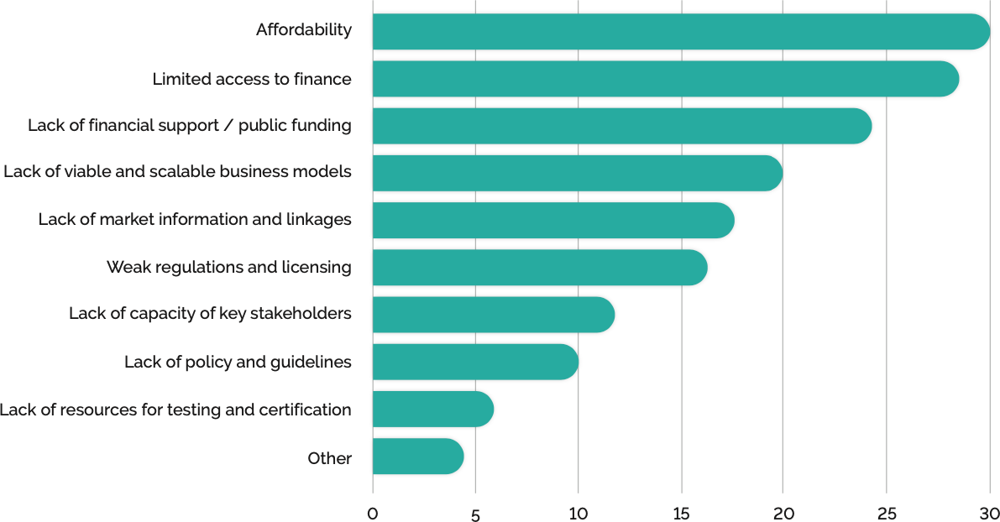 Affordability
Limited access to finance
Lack of financial support / public funding
Lack of viable and scalable business models
Lack of market information and linkages
Weak regulations and licensing
Lack of capacity of key stakeholders
Lack of policy and guidelines
Lack of resources for testing and certification
Other
0 5 10 15 20 25 30